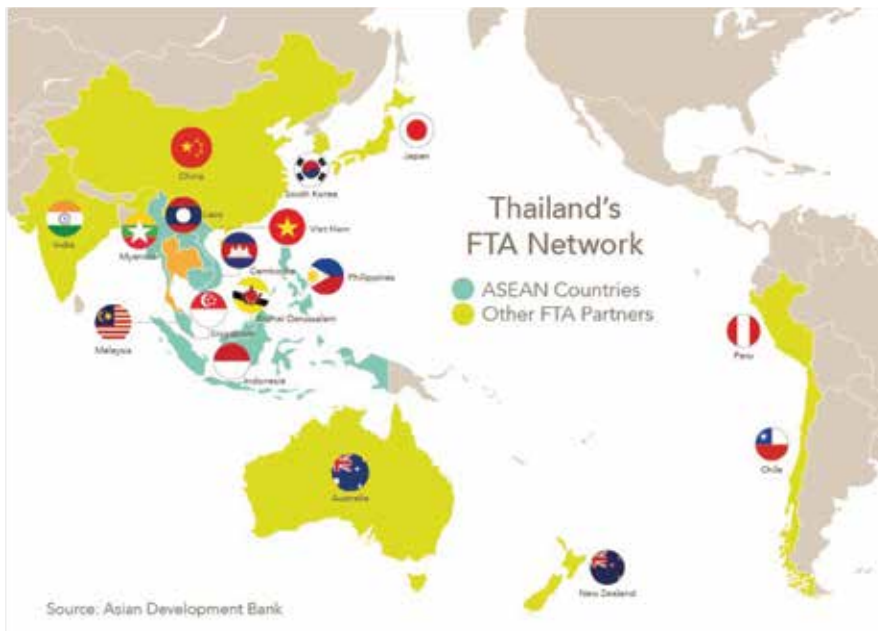 Thailand's
FTA Network
ASEAN Countries
Other FTA Partners
China
Japan
South Korea
India
Myanmar
Laos
Viet Nam
Cambodia
Philippines
Brunei Darussalam
Singapore
Malaysia
Indonesia
Peru
Chile
Australia
New Zealand
Source: Asian Development Bank